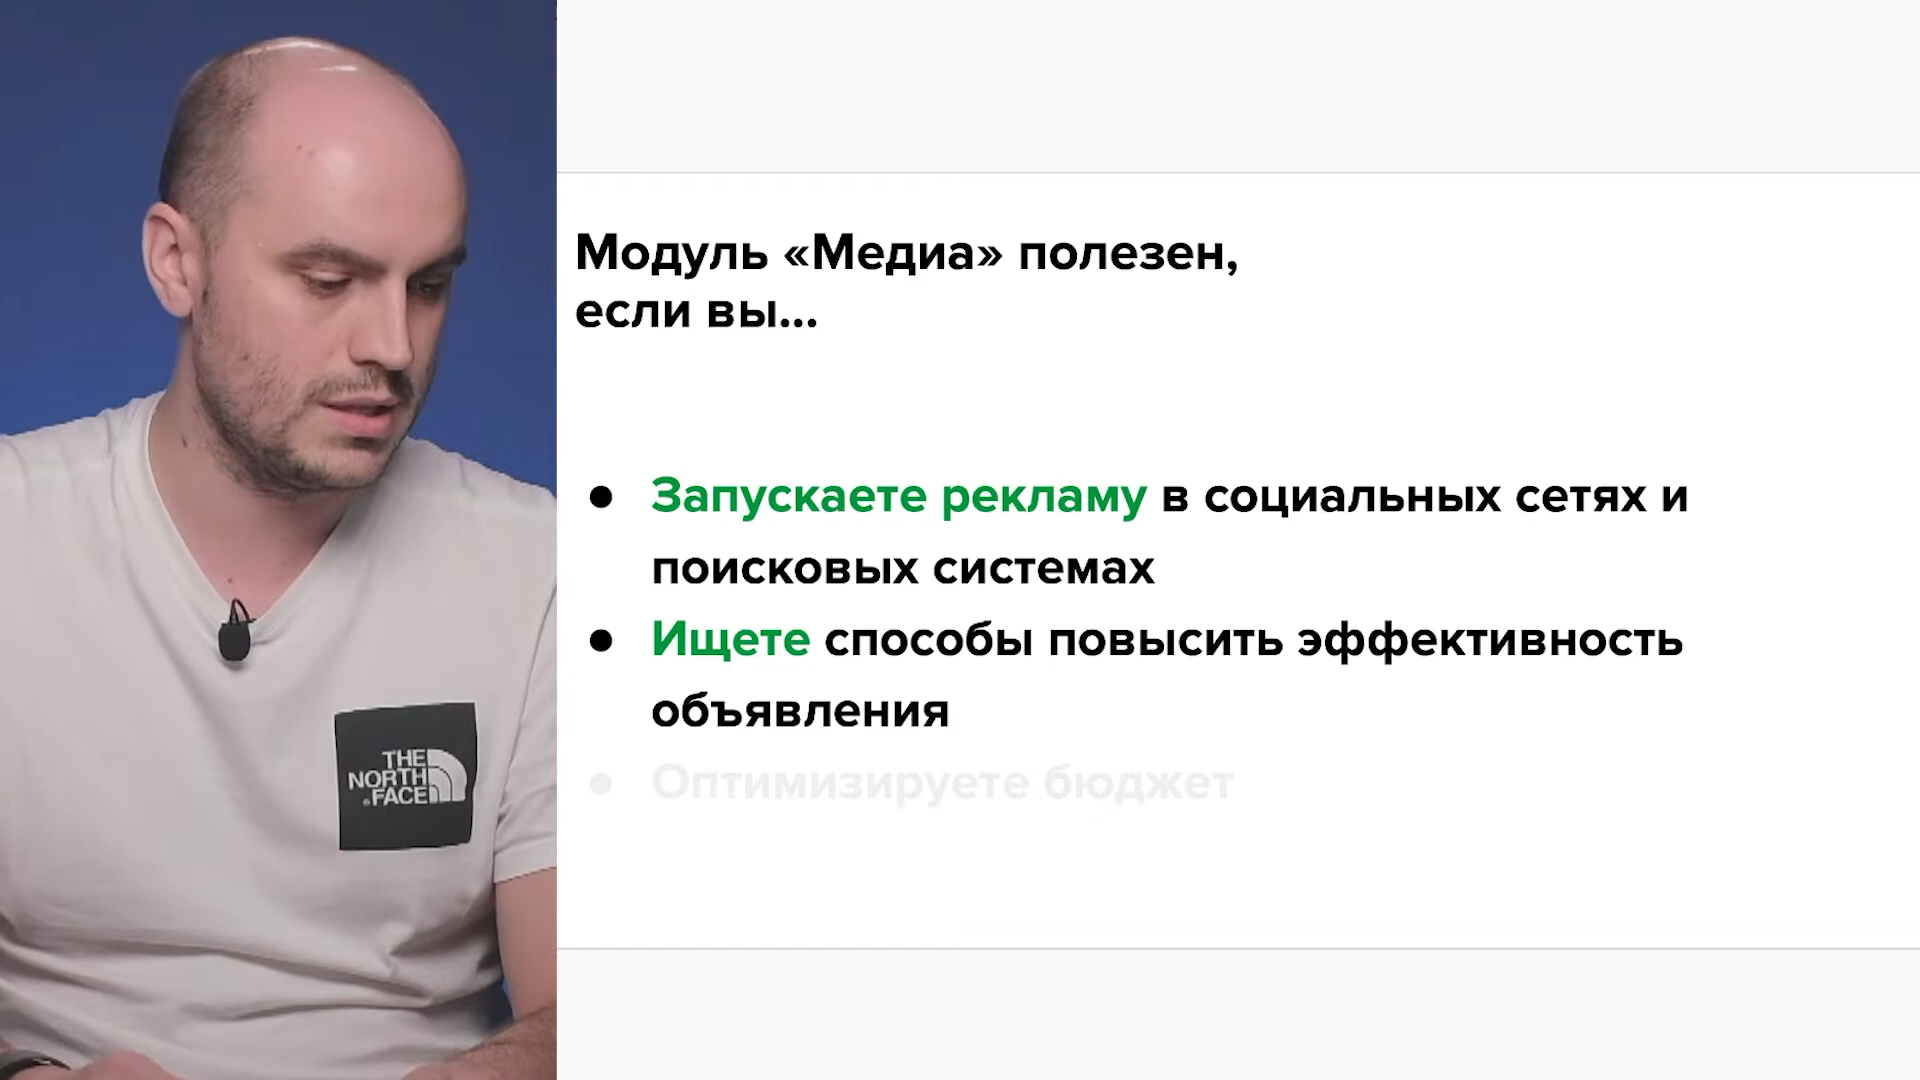 Модуль «Медиа» полезен,
если вы...
● Запускаете рекламу в социальных сетях и
поисковых системах
● Ищете способы повысить эффективность
объявления
● Оптимизируете бюджет
THE
NORTH
FACE